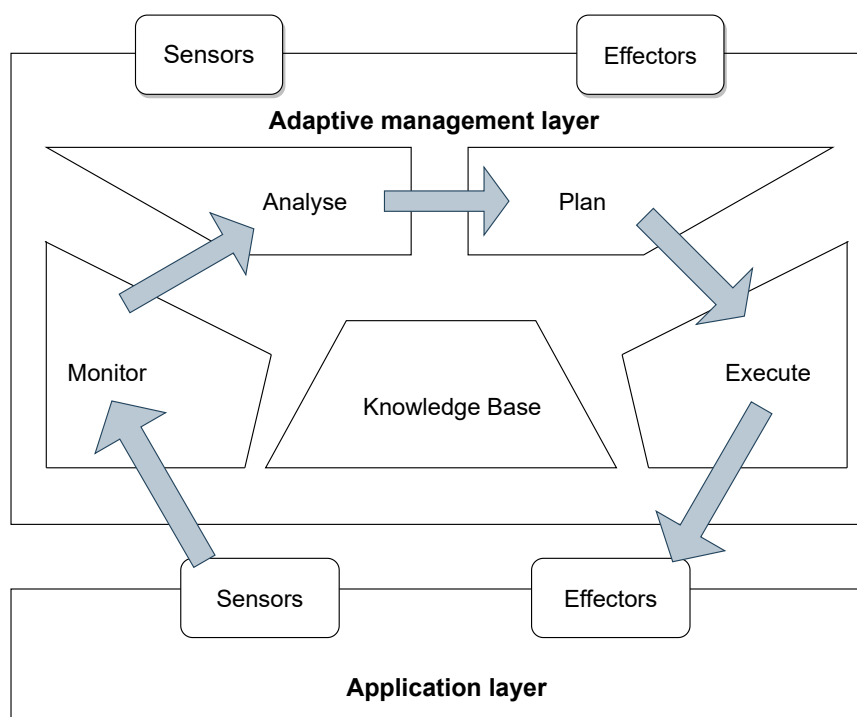 Sensors
Effectors
Adaptive management layer
Analyse
Plan
Monitor
Execute
Knowledge Base
Sensors
Effectors
Application layer